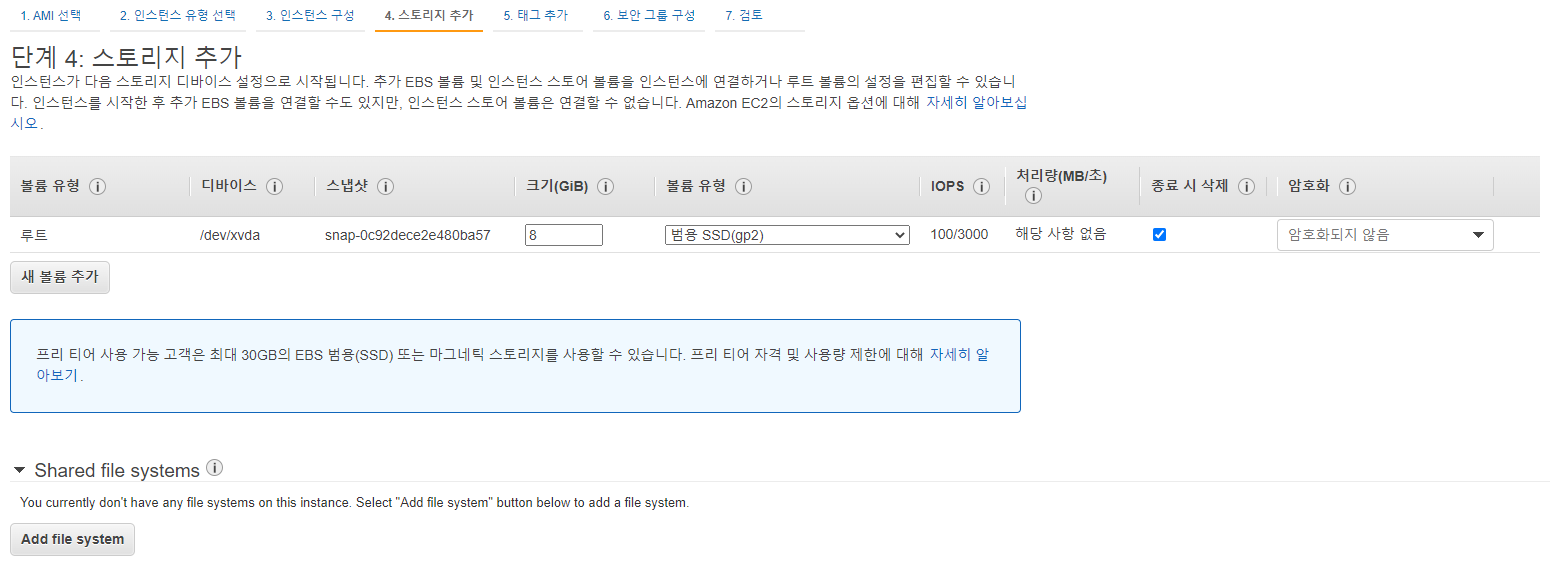 1. AMI 선택 2. 인스턴스 유형 선택 3. 인스턴스 구성 4. 스토리지 추가 5. 태그 추가 6. 보안 그룹 구성 7. 검토
단계 4: 스토리지 추가
인스턴스가 다음 스토리지 디바이스 설정으로 시작됩니다. 추가 EBS 볼륨 및 인스턴스 스토어 볼륨을 인스턴스에 연결하거나 루트 볼륨의 설정을 편집할 수 있습니
다. 인스턴스를 시작한 후 추가 EBS 볼륨을 연결할 수도 있지만, 인스턴스 스토어 볼륨은 연결할 수 없습니다. Amazon EC2의 스토리지 옵션에 대해 자세히 알아보십
시오.
볼륨 유형 디바이스 스냅샷 크기(GiB) 볼륨 유형 IOPS 처리량(MB/초) 종료 시 삭제 암호화
루트 /dev/xvda snap-0c92dece2e480ba57 8 범용 SSD(gp2) 100/3000 해당 사항 없음 암호화되지 않음
새 볼륨 추가
프리 티어 사용 가능 고객은 최대 30GB의 EBS 범용(SSD) 또는 마그네틱 스토리지를 사용할 수 있습니다. 프리 티어 자격 및 사용량 제한에 대해 자세히 알
아보기.
Shared file systems
You currently don't have any file systems on this instance. Select "Add file system" button below to add a file system.
Add file system